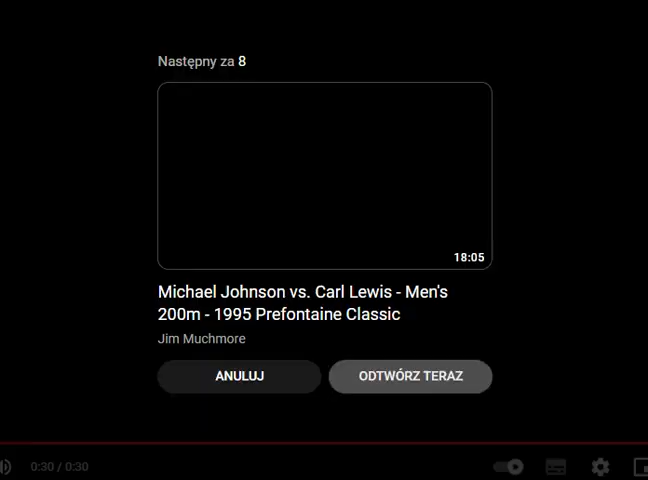 Następny za 8
18:05
Michael Johnson vs. Carl Lewis - Men's
200m - 1995 Prefontaine Classic
Jim Muchmore
ANULUJ
ODTWÓRZ TERAZ
0:30 / 0:30